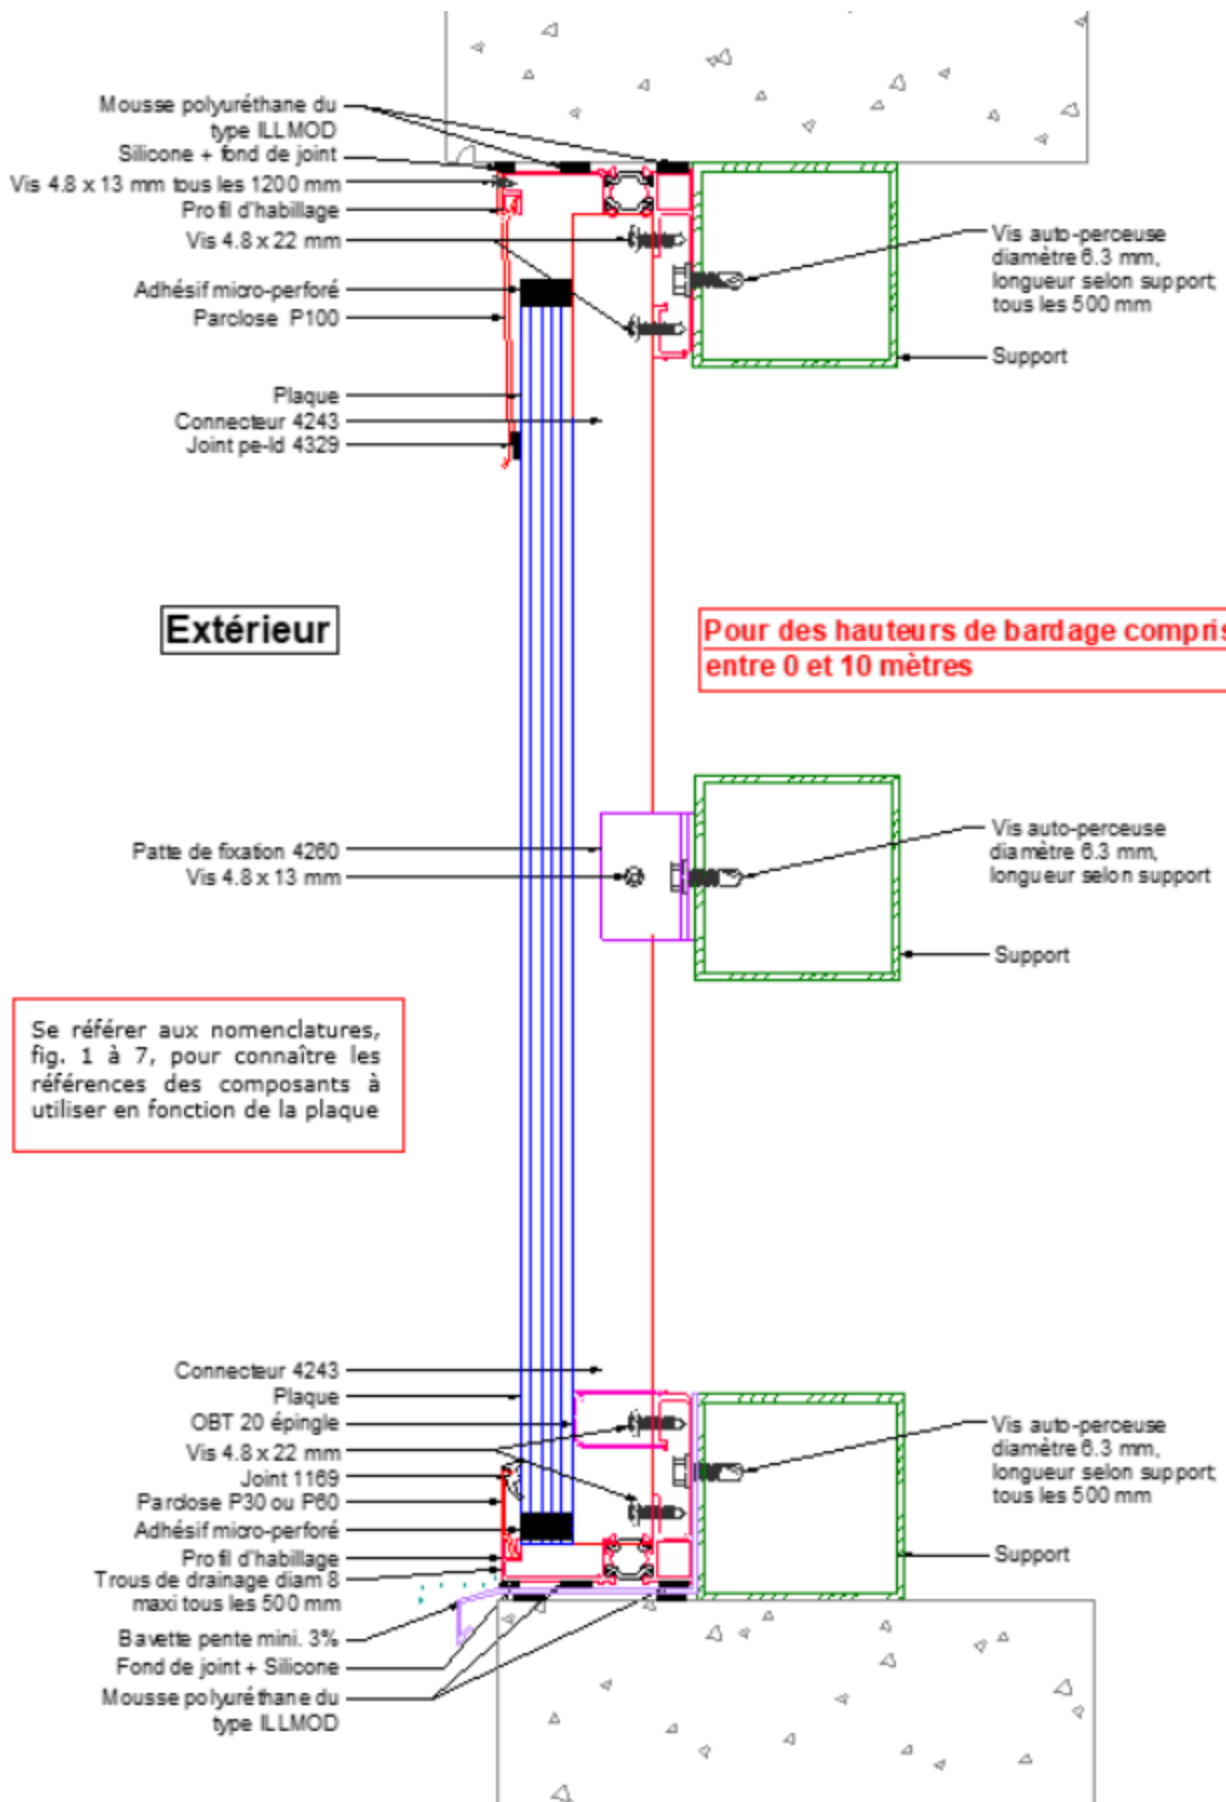 Mousse polyuréthane du
type ILLMOD
Silicone + fond de joint
Vis 4.8 x 13 mm tous les 1200 mm
Profil d'habillage
Vis 4.8 x 22 mm
Adhésif micro-perforé
Parclose P100
Plaque
Connecteur 4243
Joint pe-ld 4329
Vis auto-perceuse
diamètre 6.3 mm,
longueur selon support,
tous les 500 mm
Support
Extérieur
Pour des hauteurs de bardage compris
entre 0 et 10 mètres
Patte de fixation 4260
Vis 4.8 x 13 mm
Vis auto-perceuse
diamètre 6.3 mm,
longueur selon support
Support
Se référer aux nomenclatures,
fig. 1 à 7, pour connaître les
références des composants à
utiliser en fonction de la plaque
Connecteur 4243
Plaque
OBT 20 épingle
Vis 4.8 x 22 mm
Joint 1169
Parclose P30 ou P60
Adhésif micro-perforé
Profil d'habillage
Trous de drainage diam 8
maxi tous les 500 mm
Bavette pente mini. 3%
Fond de joint + Silicone
Mousse polyuréthane du
type ILLMOD
Vis auto-perceuse
diamètre 6.3 mm,
longueur selon support,
tous les 500 mm
Support